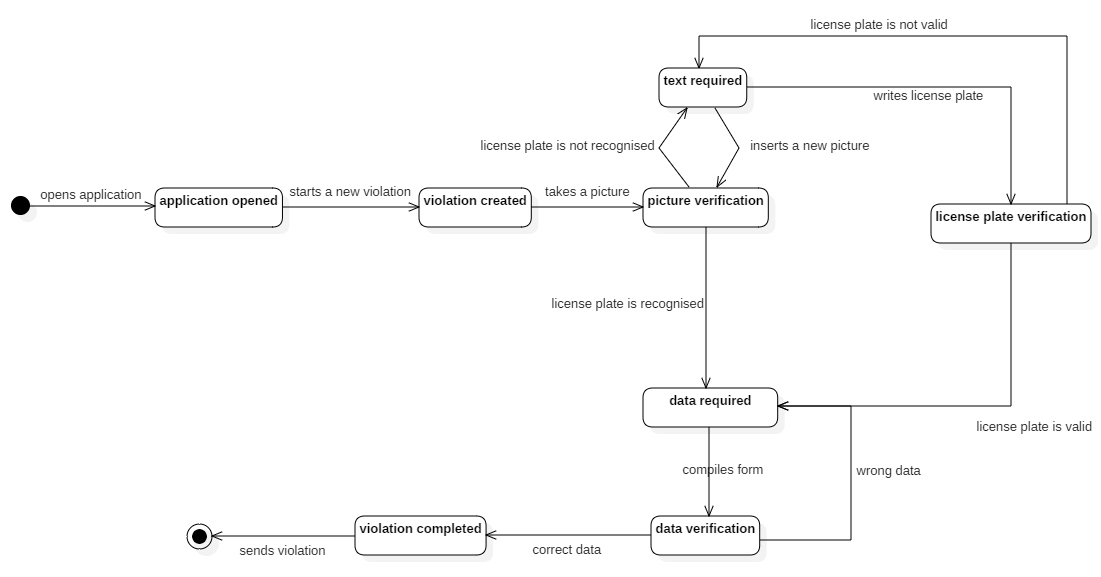 license plate is not valid
text required
writes license plate
license plate is not recognised
inserts a new picture
opens application
application opened
starts a new violation
violation created
takes a picture
picture verification
license plate verification
license plate is recognised
data required
license plate is valid
compiles form
wrong data
data verification
correct data
violation completed
sends violation